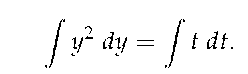 ∫ y² dy = ∫ t dt.